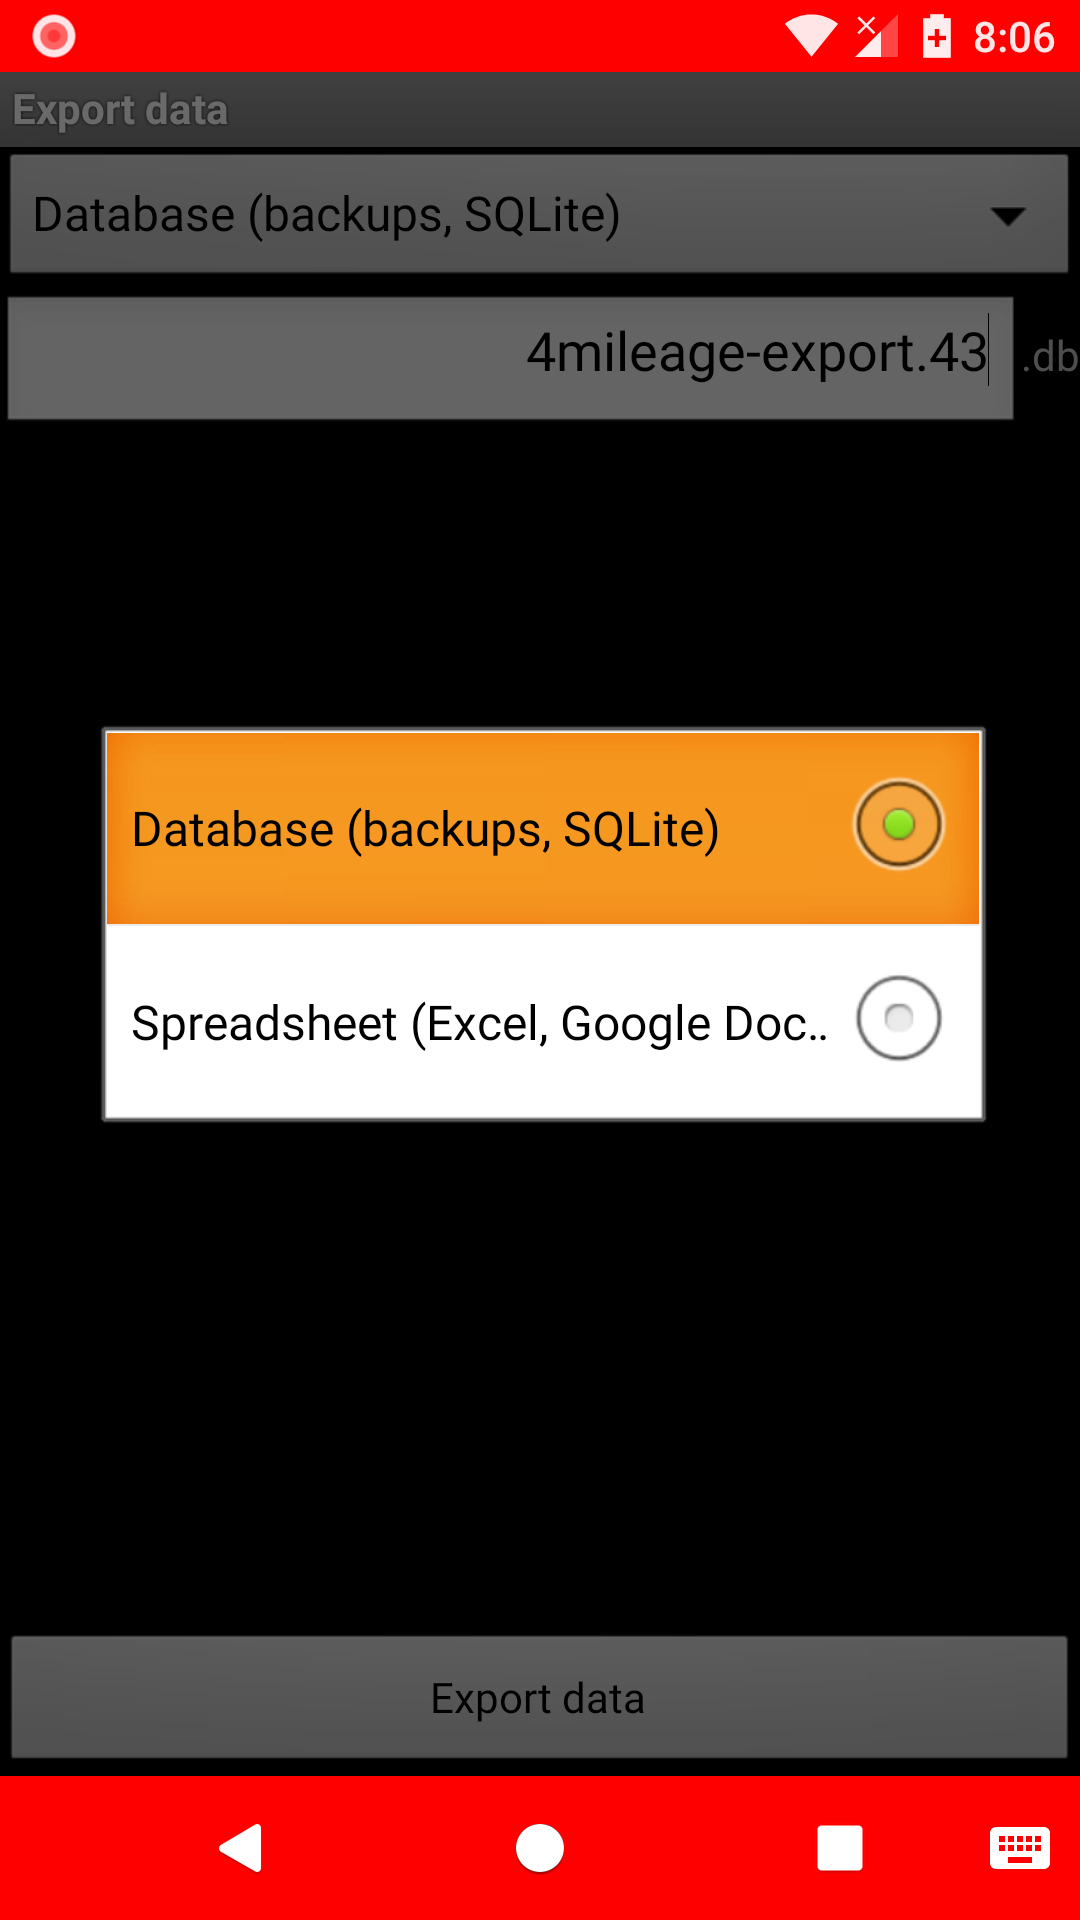 8:06
Export data
Database (backups, SQLite)
4mileage-export.43 .db
Database (backups, SQLite)
Spreadsheet (Excel, Google Doc..
Export data